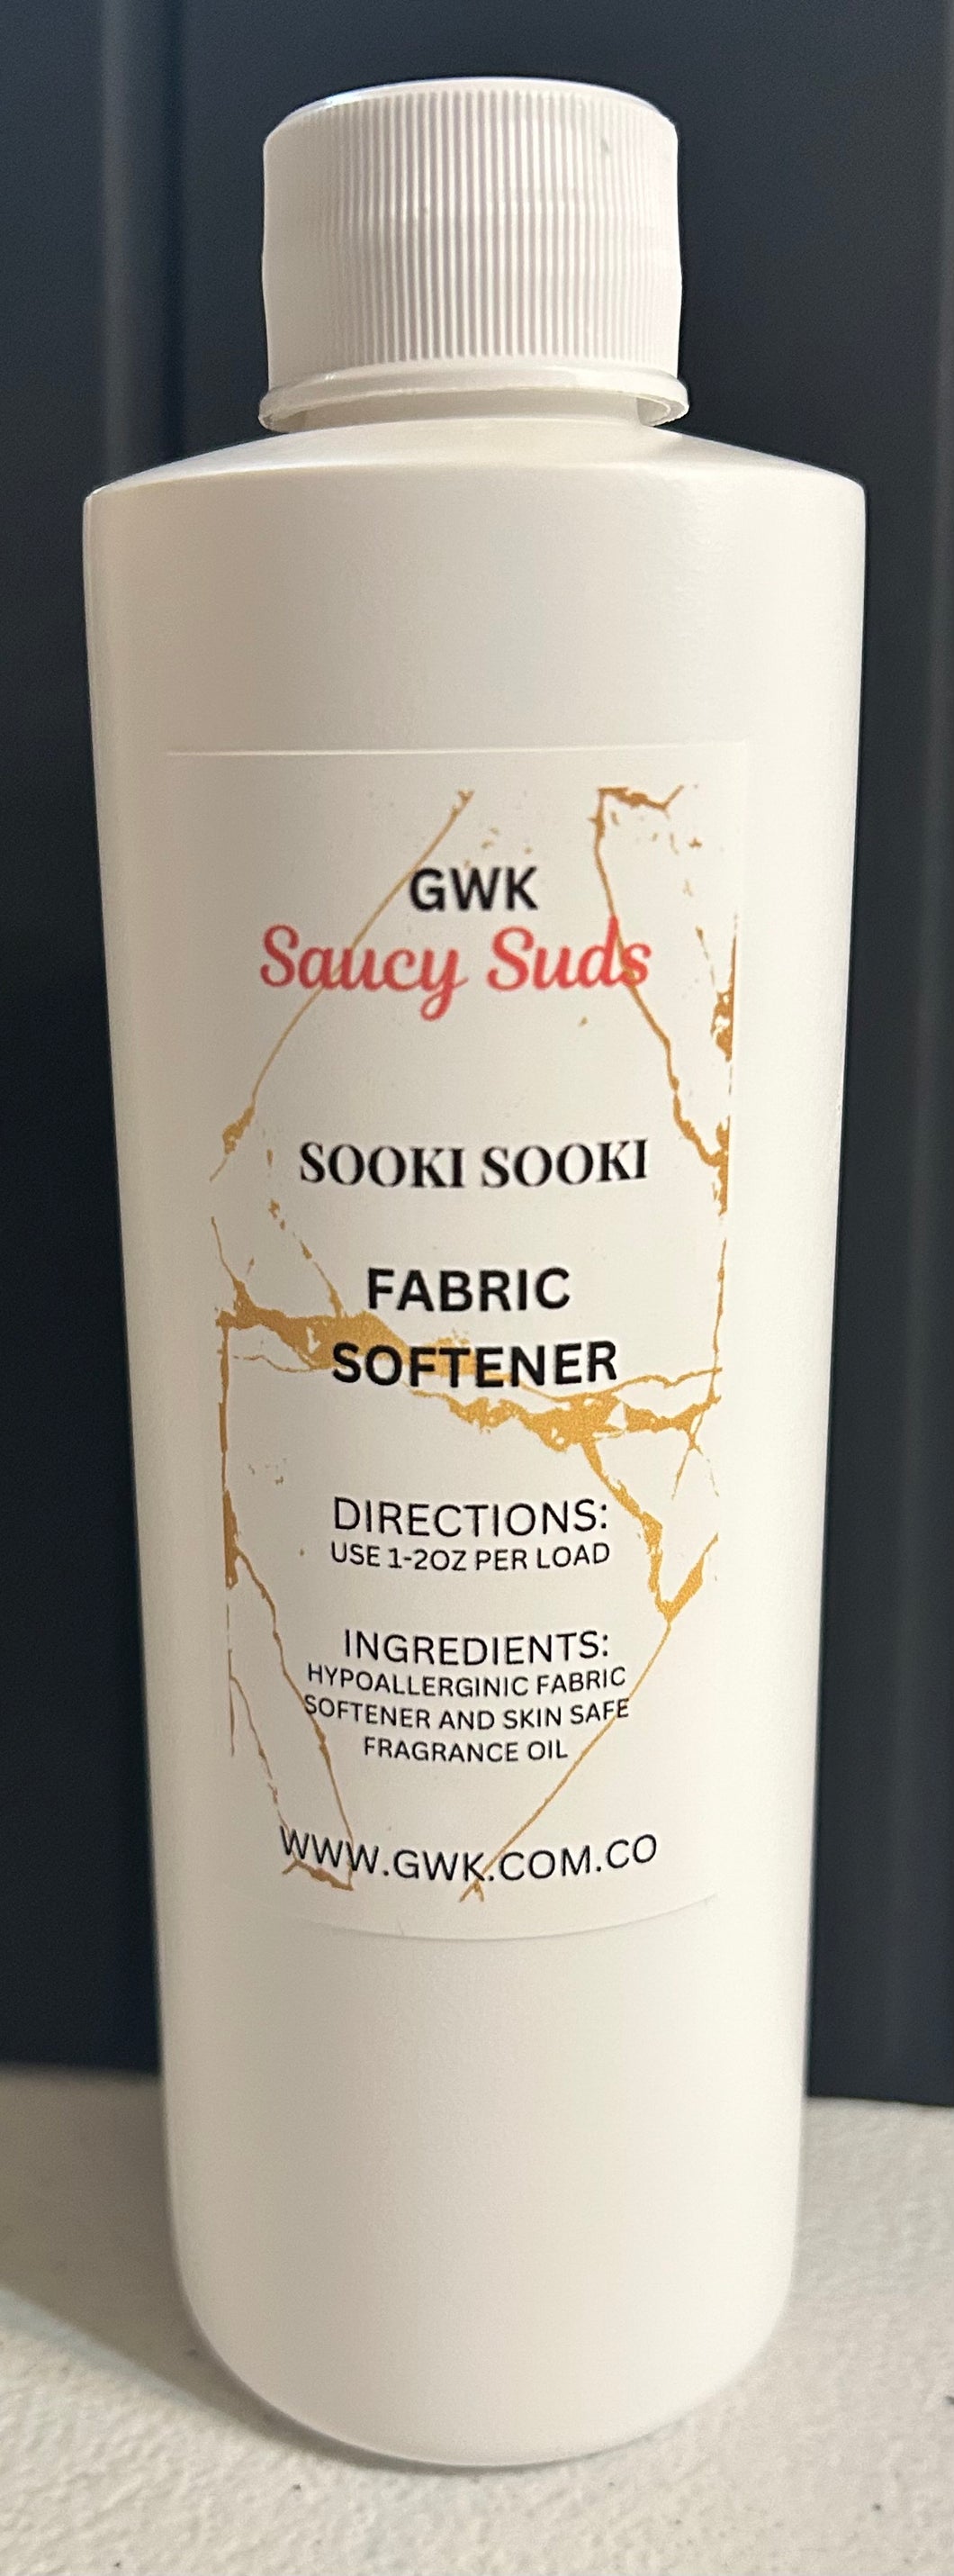 GWK
Saucy Suds
SOOKI SOOKI
FABRIC
SOFTENER
DIRECTIONS:
USE 1-2OZ PER LOAD
INGREDIENTS:
HYPOALLERGINIC FABRIC
SOFTENER AND SKIN SAFE
FRAGRANCE OIL
WWW.GWK.COM.CO